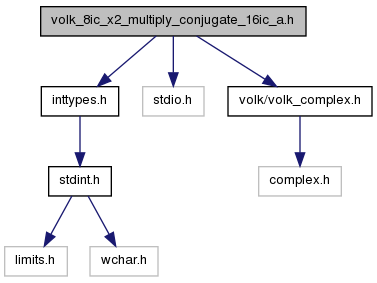 volk_8ic_x2_multiply_conjugate_16ic_a.h
inttypes.h
stdio.h
volk/volk_complex.h
stdint.h
complex.h
limits.h
wchar.h